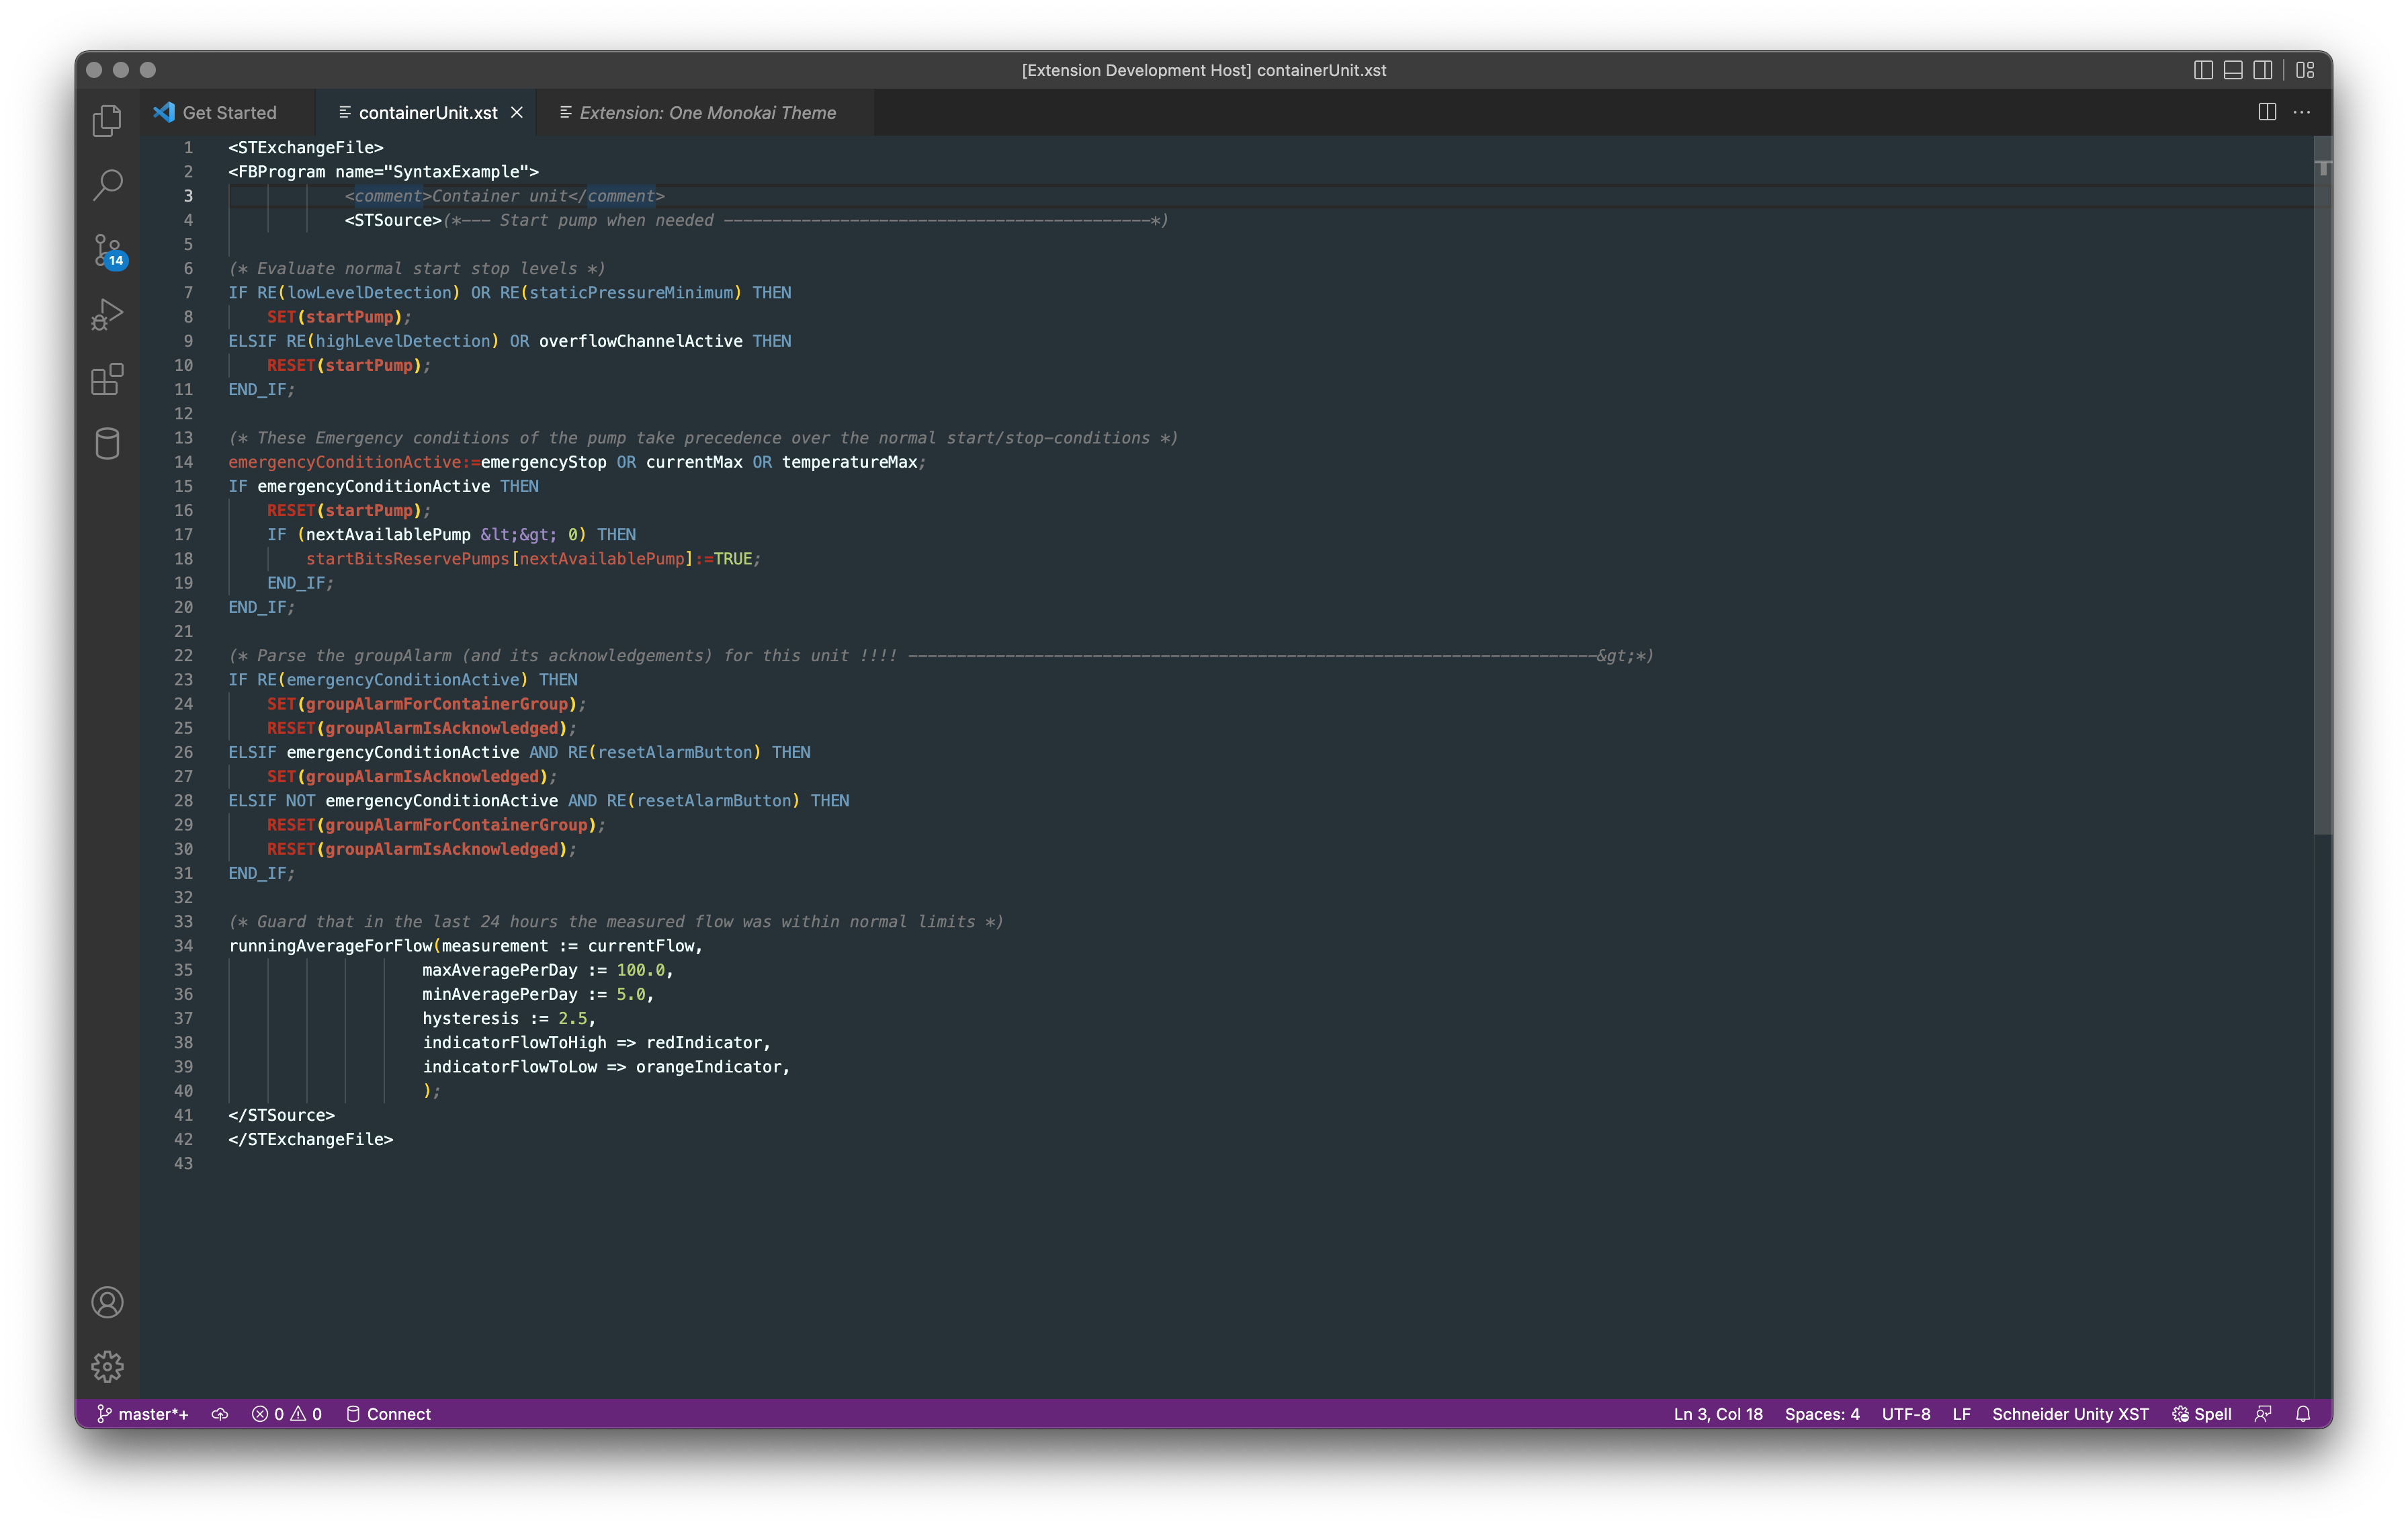 [Extension Development Host] containerUnit.xst
Get Started
containerUnit.xst
Extension: One Monokai Theme
14
1 <STExchangeFile>
2 <FBProgram name="SyntaxExample">
3 <comment>Container unit</comment>
4 <STSource>(*--- Start pump when needed --------------------------------------------*)
5
6 (* Evaluate normal start stop levels *)
7 IF RE(lowLevelDetection) OR RE(staticPressureMinimum) THEN
8 SET(startPump);
9 ELSIF RE(highLevelDetection) OR overflowChannelActive THEN
10 RESET(startPump);
11 END_IF;
12
13 (* These Emergency conditions of the pump take precedence over the normal start/stop-conditions *)
14 emergencyConditionActive:=emergencyStop OR currentMax OR temperatureMax;
15 IF emergencyConditionActive THEN
16 RESET(startPump);
17 IF (nextAvailablePump &lt;&gt; 0) THEN
18 startBitsReservePumps[nextAvailablePump]:=TRUE;
19 END_IF;
20 END_IF;
21
22 (* Parse the groupAlarm (and its acknowledgements) for this unit !!!! -----------------------------------------------------------------------&gt;*)
23 IF RE(emergencyConditionActive) THEN
24 SET(groupAlarmForContainerGroup);
25 RESET(groupAlarmIsAcknowledged);
26 ELSIF emergencyConditionActive AND RE(resetAlarmButton) THEN
27 SET(groupAlarmIsAcknowledged);
28 ELSIF NOT emergencyConditionActive AND RE(resetAlarmButton) THEN
29 RESET(groupAlarmForContainerGroup);
30 RESET(groupAlarmIsAcknowledged);
31 END_IF;
32
33 (* Guard that in the last 24 hours the measured flow was within normal limits *)
34 runningAverageForFlow(measurement := currentFlow,
35 maxAveragePerDay := 100.0,
36 minAveragePerDay := 5.0,
37 hysteresis := 2.5,
38 indicatorFlowToHigh => redIndicator,
39 indicatorFlowToLow => orangeIndicator,
40 );
41 </STSource>
42 </STExchangeFile>
43
master*+ 0 0 Connect Ln 3, Col 18 Spaces: 4 UTF-8 LF Schneider Unity XST Spell